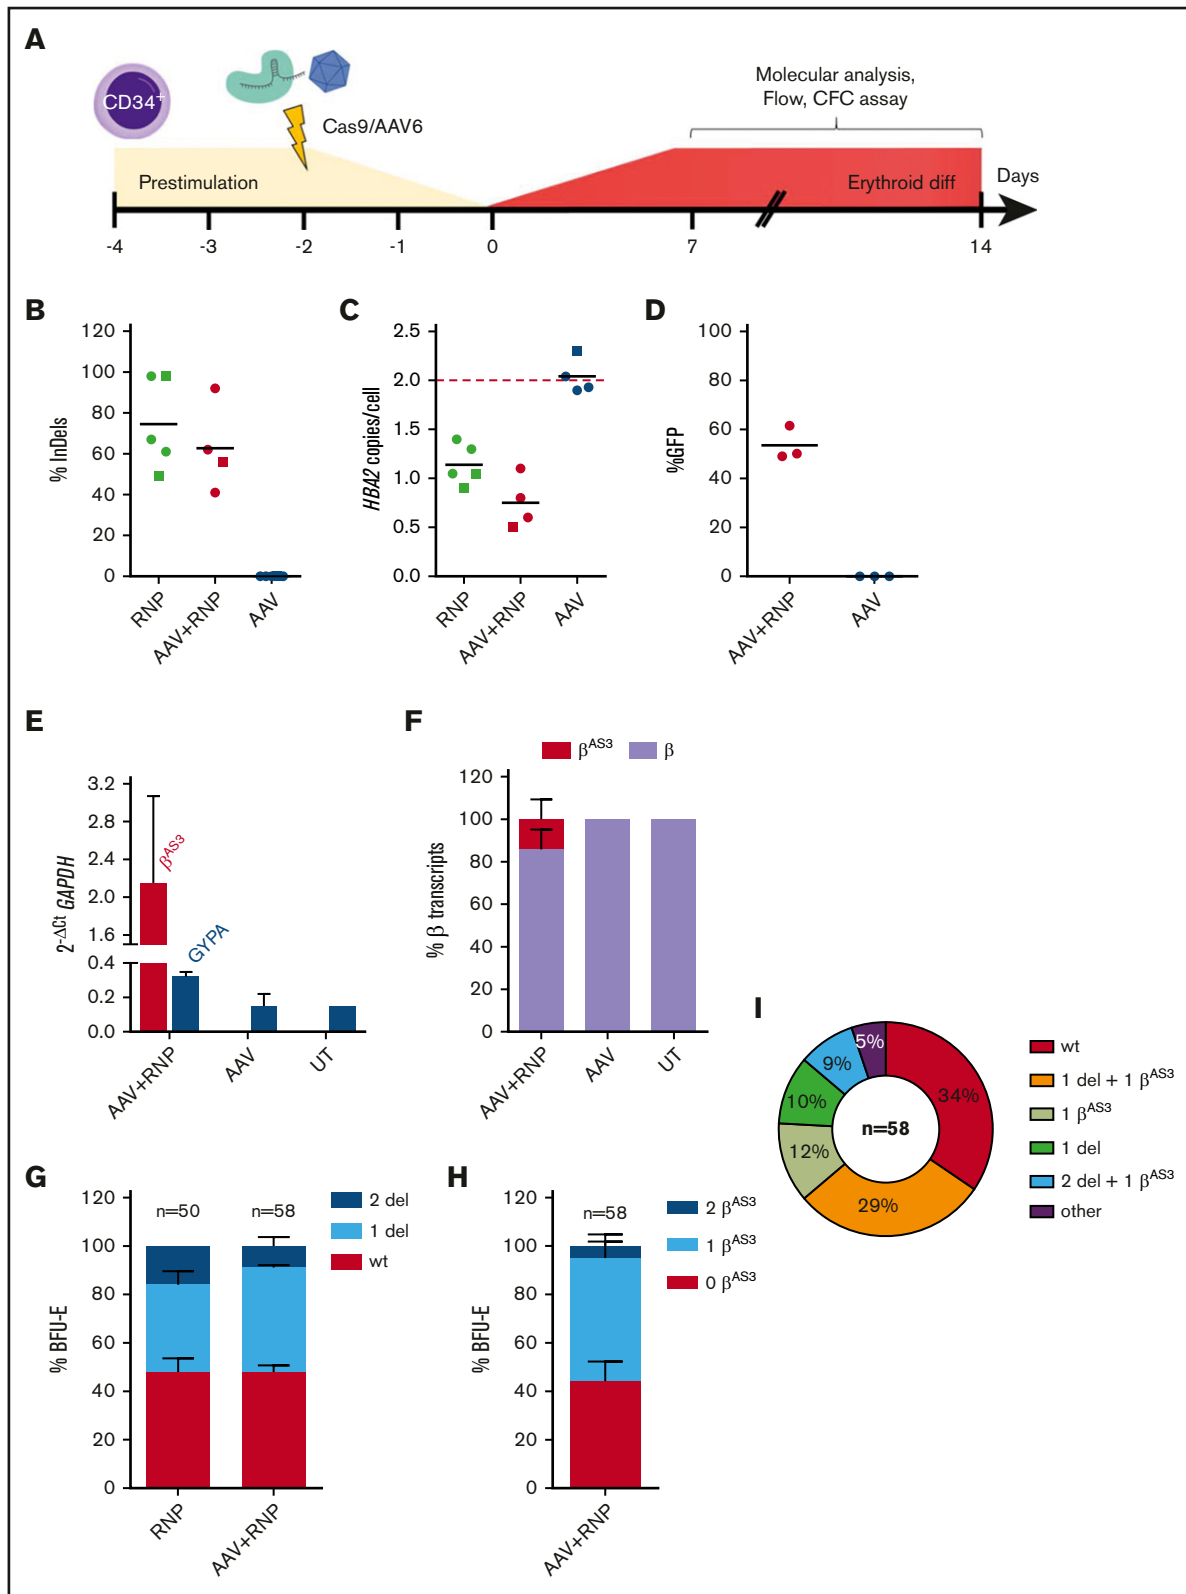 A
CD34+
Cas9/AAV6
Molecular analysis,
Flow, CFC assay
Prestimulation
Erythroid diff
Days
-4
-3
-2
-1
0
7
14
B
% InDels
120
100
80
60
40
20
0
RNP
AAV+RNP
AAV
C
HBA2 copies/cell
2.5
2.0
1.5
1.0
0.5
0.0
RNP
AAV+RNP
AAV
D
%GFP
100
80
60
40
20
0
AAV+RNP
AAV
E
2-ΔCt GAPDH
3.2
2.8
2.4
2.0
1.6
0.4
0.2
0.0
βAS3
GYPA
AAV+RNP
AAV
UT
F
βAS3
β
% β transcripts
120
100
80
60
40
20
0
AAV+RNP
AAV
UT
G
% BFU-E
120
100
80
60
40
20
0
n=50
n=58
2 del
1 del
wt
RNP
AAV+RNP
H
% BFU-E
120
100
80
60
40
20
0
n=58
2 βAS3
1 βAS3
0 βAS3
AAV+RNP
I
5%
9%
10%
12%
29%
34%
n=58
wt
1 del + 1 βAS3
1 βAS3
1 del
2 del + 1 βAS3
other